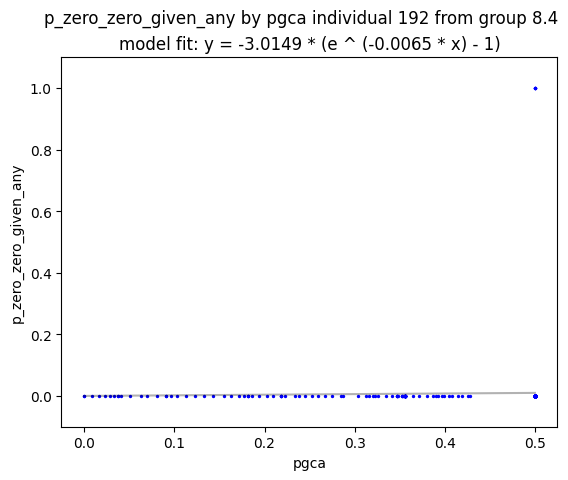 p_zero_zero_given_any by pgca individual 192 from group 8.4
model fit: y = -3.0149 * (e ^ (-0.0065 * x) - 1)
1.0
0.8
0.6
0.4
0.2
0.0
p_zero_zero_given_any
0.0 0.1 0.2 0.3 0.4 0.5
pgca